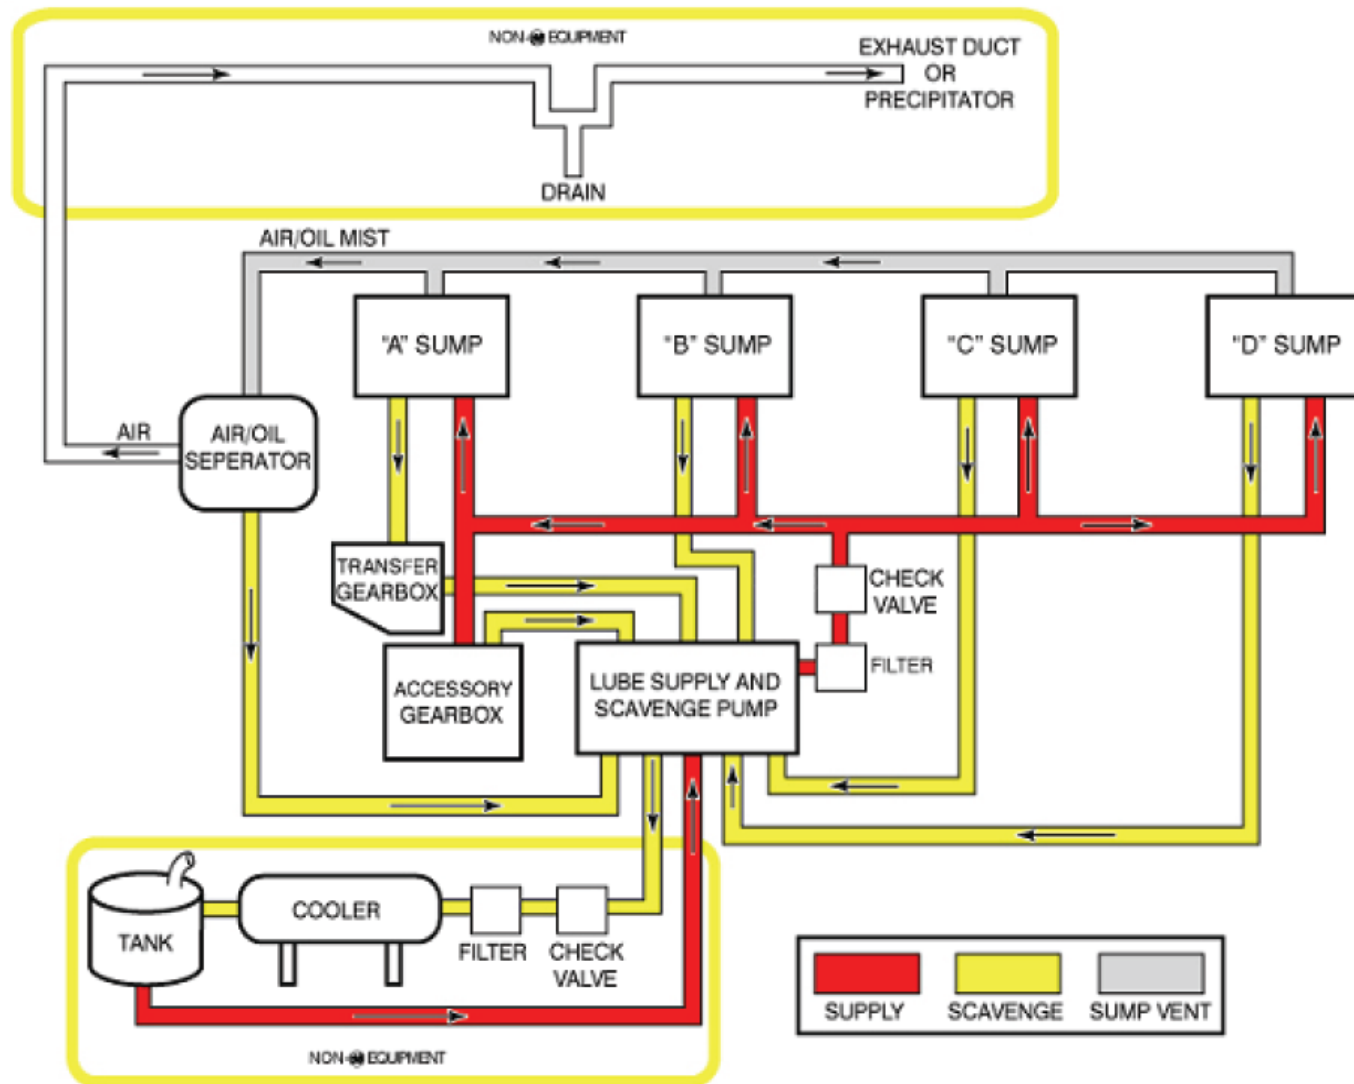 NON- EQUIPMENT
EXHAUST DUCT
OR
PRECIPITATOR
DRAIN
AIR/OIL MIST
"A" SUMP
"B" SUMP
"C" SUMP
"D" SUMP
AIR
AIR/OIL
SEPERATOR
TRANSFER
GEARBOX
CHECK
VALVE
FILTER
ACCESSORY
GEARBOX
LUBE SUPPLY AND
SCAVENGE PUMP
TANK
COOLER
FILTER
CHECK
VALVE
SUPPLY
SCAVENGE
SUMP VENT
NON- EQUIPMENT